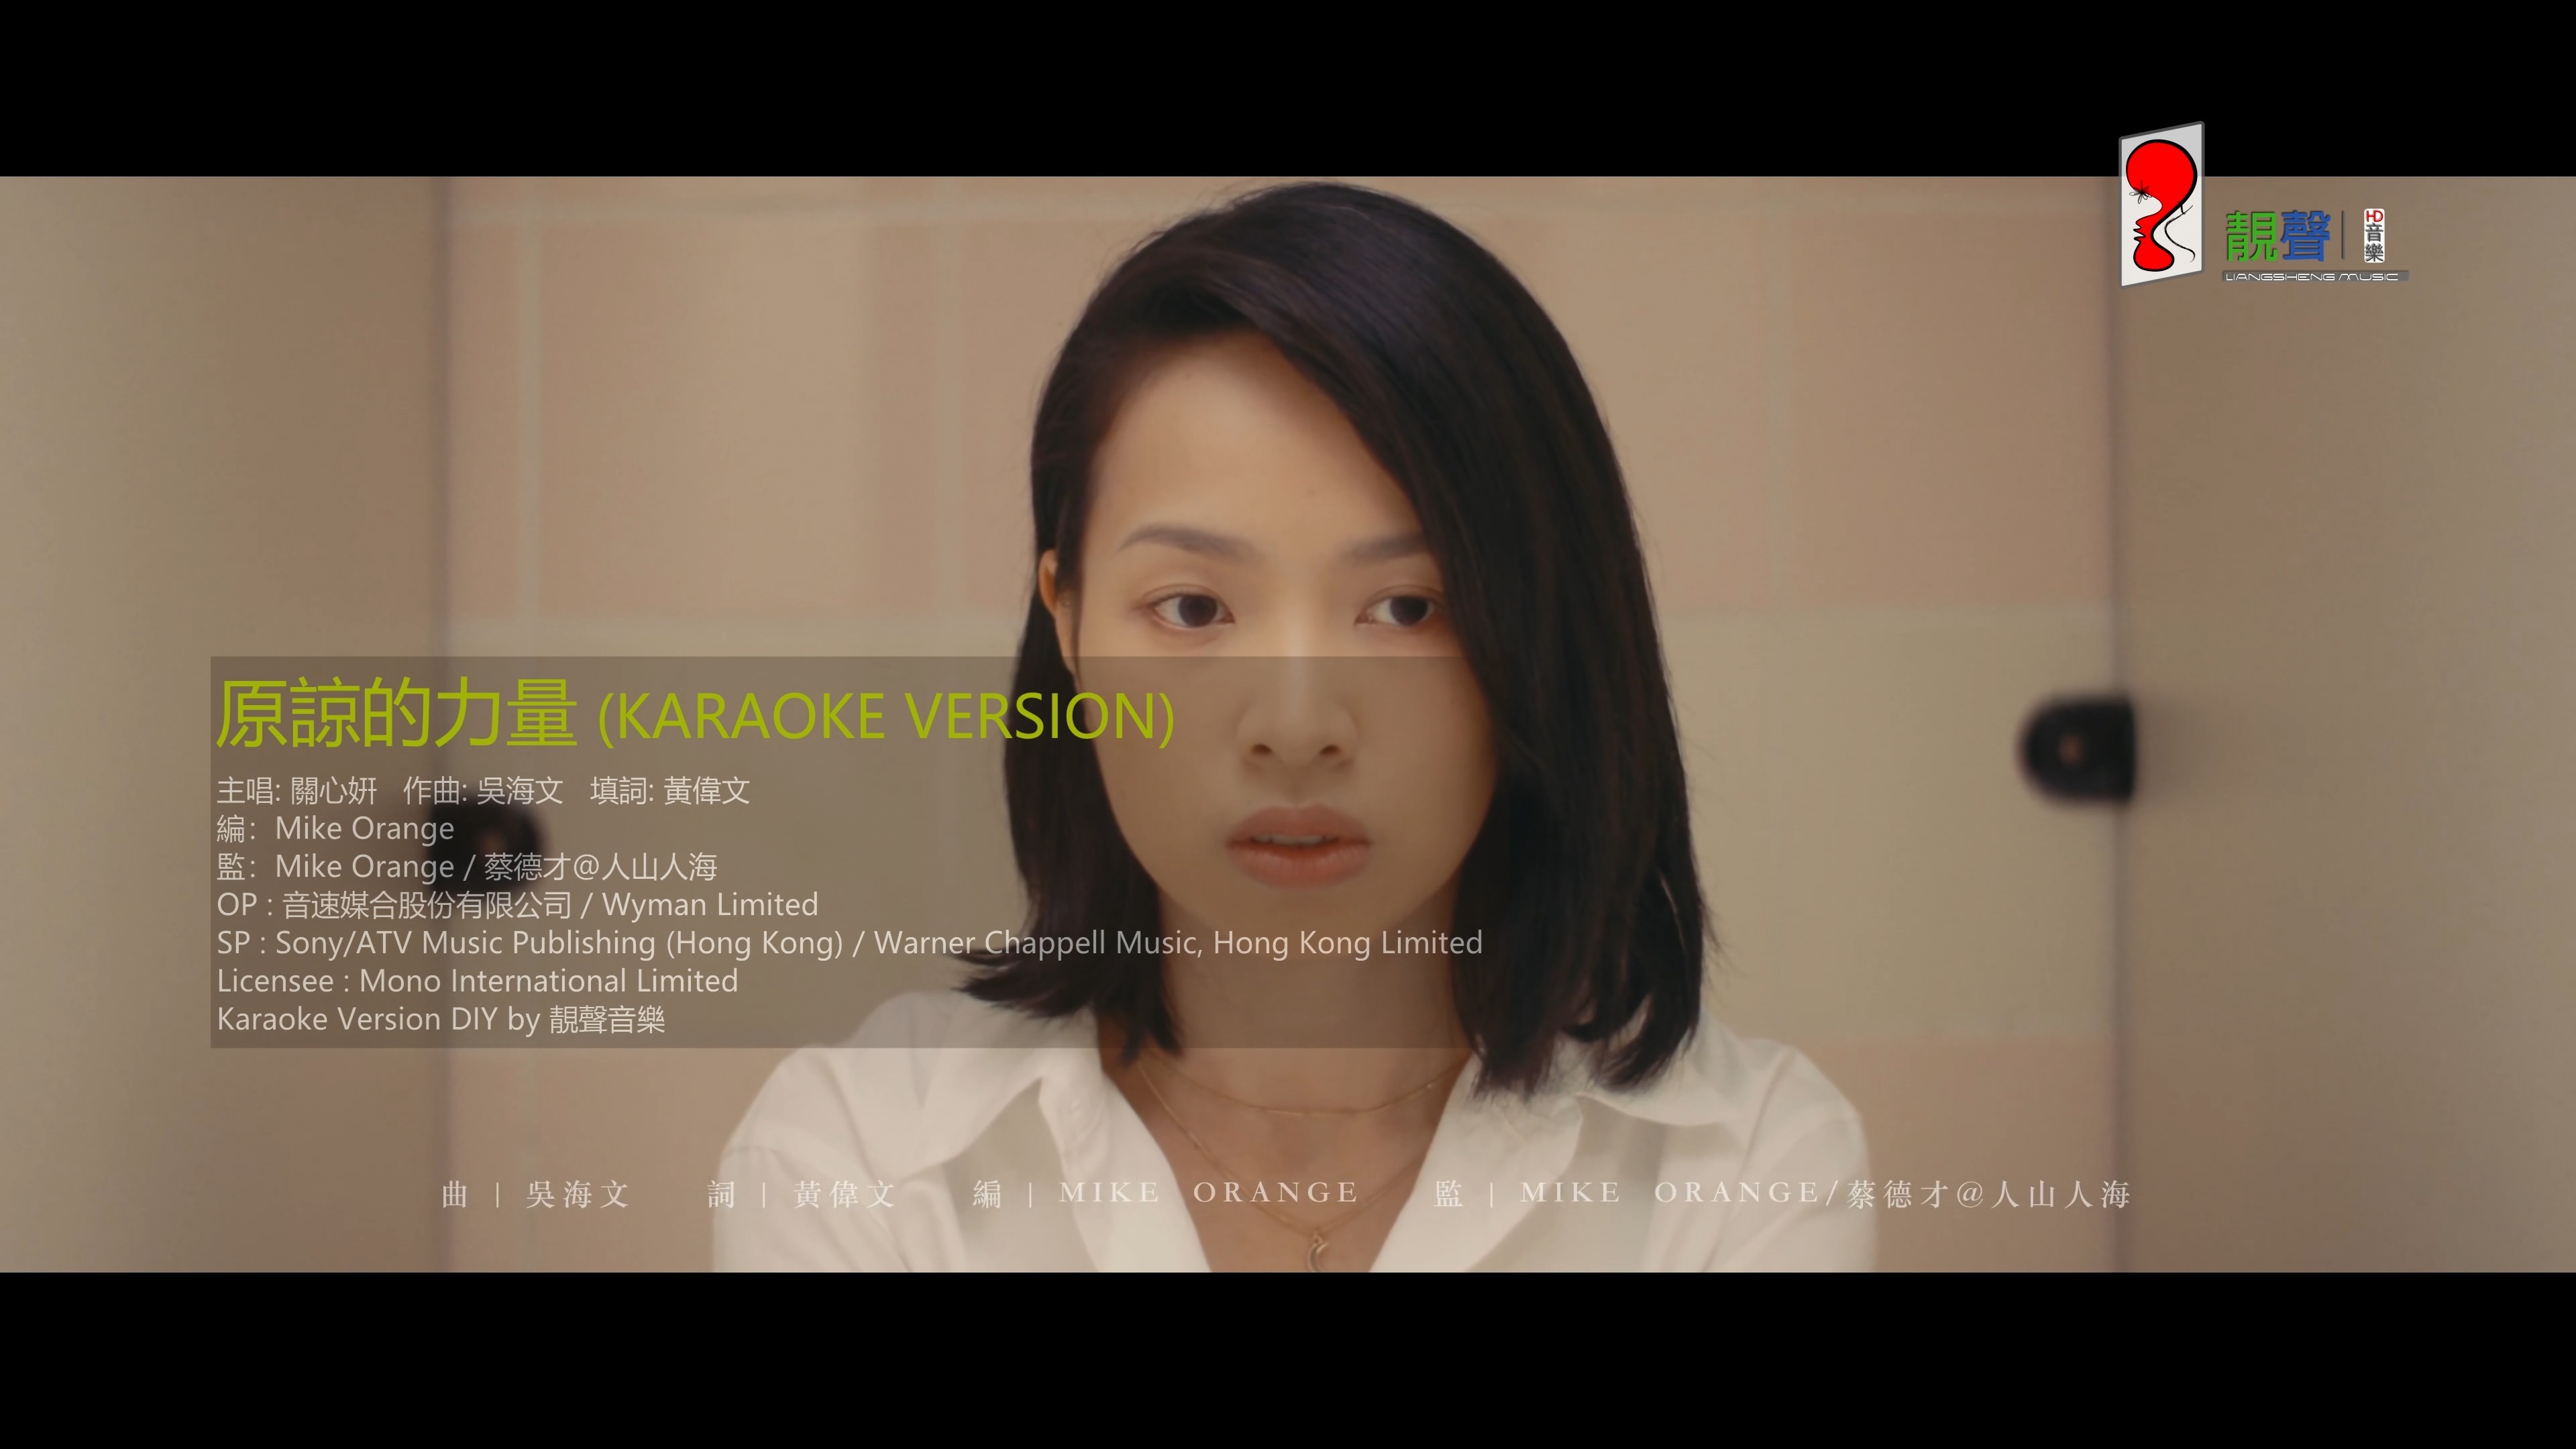 HD
靚聲 | 音樂
LIANGSHENG MUSIC
原諒的力量 (KARAOKE VERSION)
主唱: 關心妍 作曲: 吳海文 填詞: 黃偉文
編: Mike Orange
監: Mike Orange / 蔡德才@人山人海
OP : 音速媒合股份有限公司 / Wyman Limited
SP : Sony/ATV Music Publishing (Hong Kong) / Warner Chappell Music, Hong Kong Limited
Licensee : Mono International Limited
Karaoke Version DIY by 靚聲音樂
曲 | 吳海文 詞 | 黃偉文 編 | MIKE ORANGE 監 | MIKE ORANGE/蔡德才@人山人海